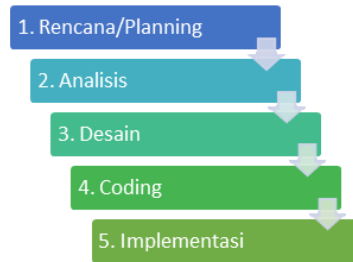 1. Rencana/Planning
2. Analisis
3. Desain
4. Coding
5. Implementasi